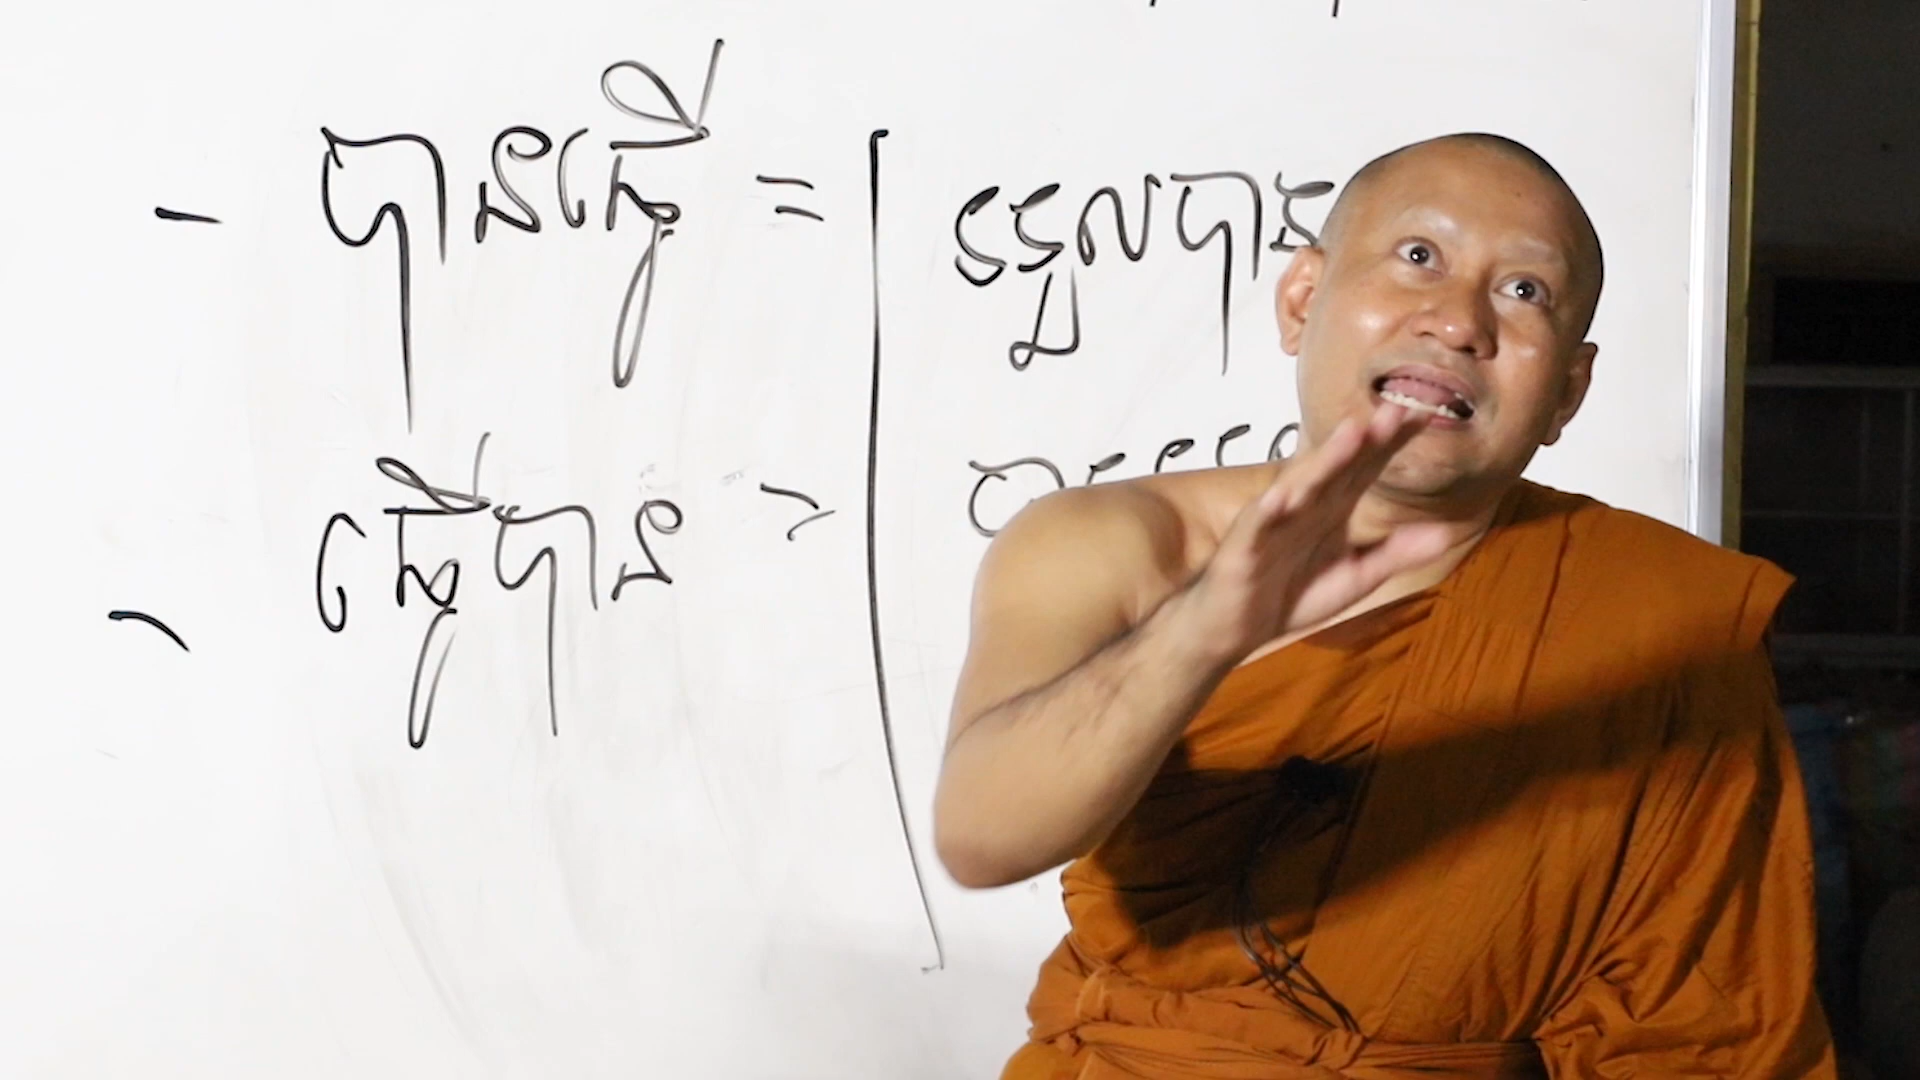 - បានធ្វើ = ទទួលបាន
- ធ្វើបាន =